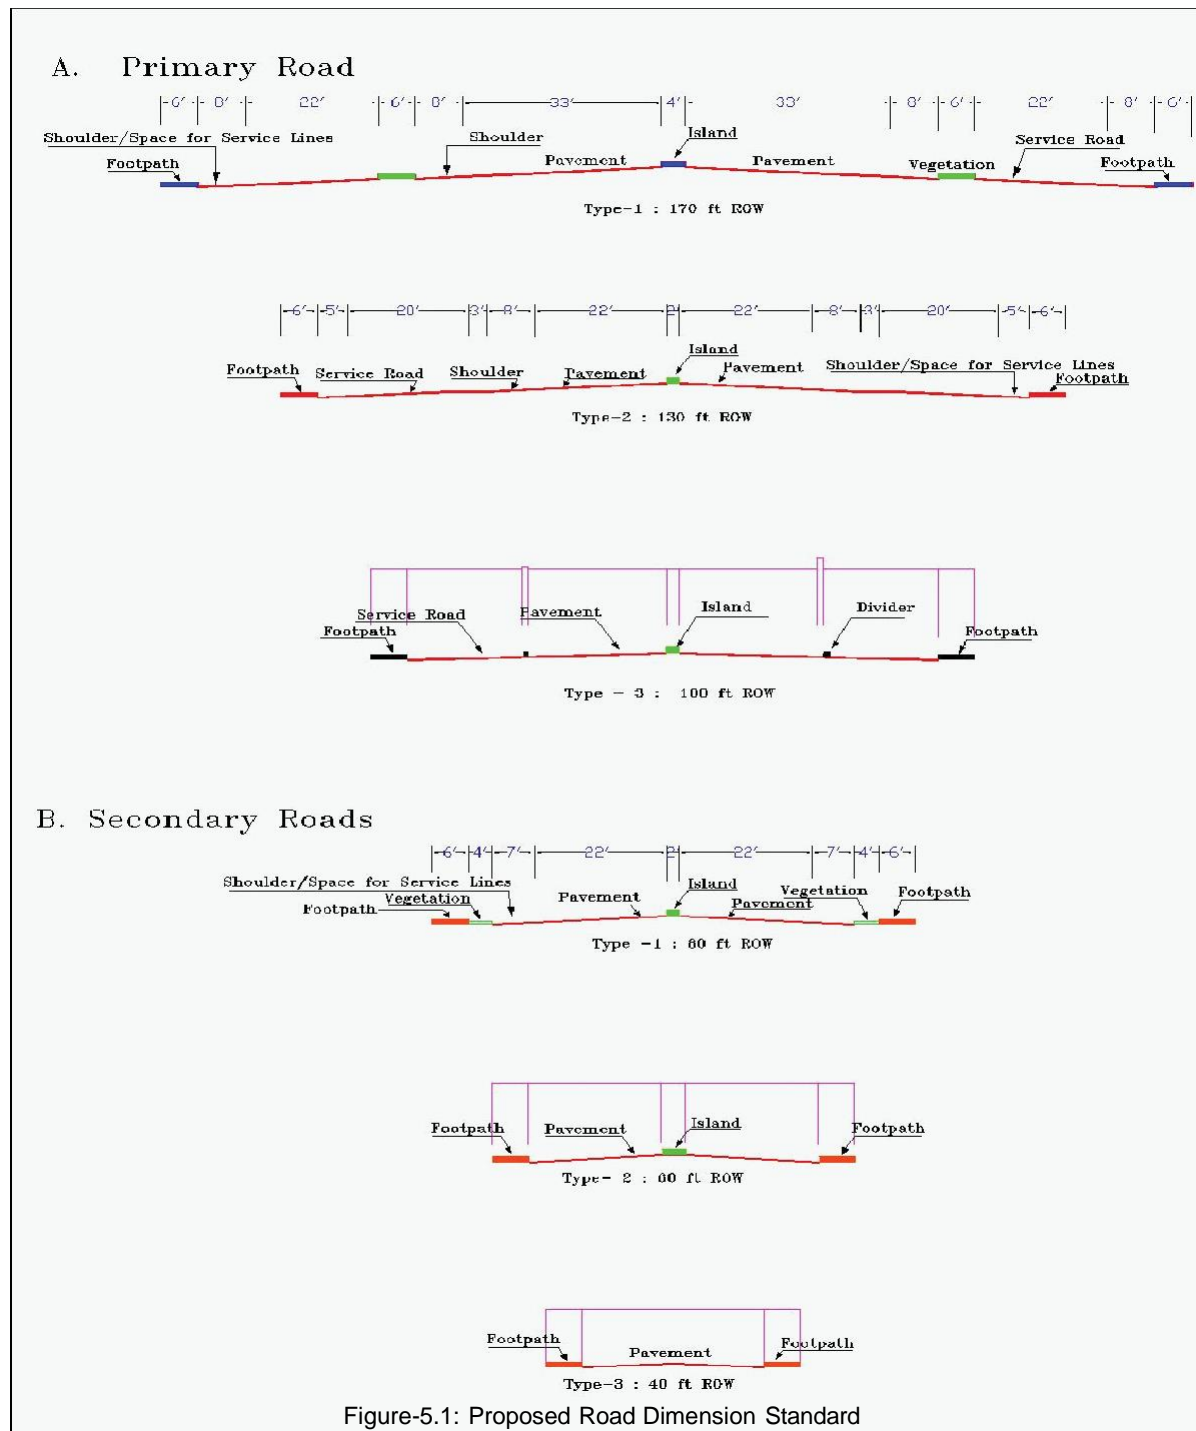 A. Primary Road
6' 8' 22' 6' 8' 33' 4' 33' 8' 6' 22' 8' 6'
Island
Shoulder/Space for Service Lines
Shoulder
Service Road
Footpath
Pavement
Pavement
Vegetation
Footpath
Type-1 : 170 ft ROW
6' 5' 20' 3' 8' 22' 2' 22' 8' 3' 20' 5' 6'
Island
Footpath
Service Road
Shoulder
Pavement
Pavement
Shoulder/Space for Service Lines
Footpath
Type-2 : 130 ft ROW
Service Road
Pavement
Island
Divider
Footpath
Footpath
Type - 3 : 100 ft ROW
B. Secondary Roads
6' 4' 7' 22' 2' 22' 7' 4' 6'
Shoulder/Space for Service Lines
Island
Vegetation
Pavement
Vegetation
Footpath
Footpath
Pavement
Type -1 : 80 ft ROW
Footpath
Pavement
Island
Footpath
Type- 2 : 60 ft ROW
Footpath
Pavement
Footpath
Type-3 : 40 ft ROW
Figure-5.1: Proposed Road Dimension Standard